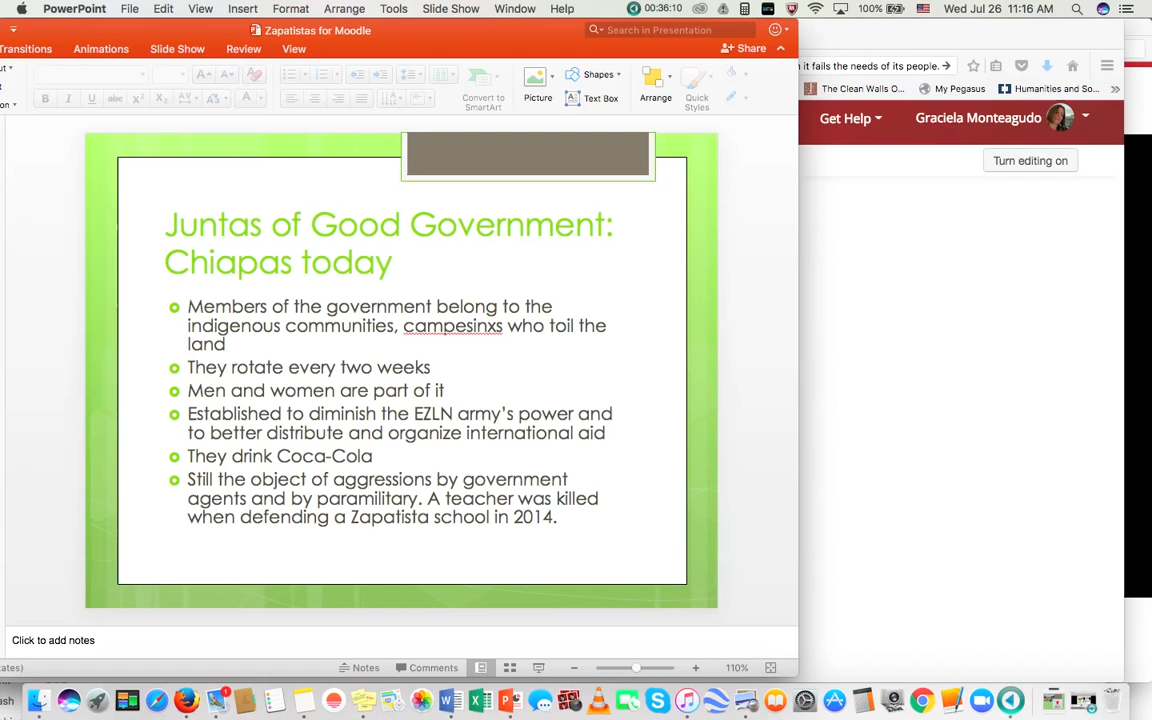 PowerPoint File Edit View Insert Format Arrange Tools Slide Show Window Help 00:36:10 100% Wed Jul 26 11:16 AM
Zapatistas for Moodle
Search in Presentation
Transitions Animations Slide Show Review View
Share
n it fails the needs of its people.
The Clean Walls O... My Pegasus Humanities and So...
Convert to
SmartArt
Picture
Shapes
Text Box
Arrange
Quick
Styles
Get Help Graciela Monteagudo
Turn editing on
Juntas of Good Government:
Chiapas today
Members of the government belong to the
indigenous communities, campesinxs who toil the
land
They rotate every two weeks
Men and women are part of it
Established to diminish the EZLN army's power and
to better distribute and organize international aid
They drink Coca-Cola
Still the object of aggressions by government
agents and by paramilitary. A teacher was killed
when defending a Zapatista school in 2014.
Click to add notes
tates)
Notes Comments 110%